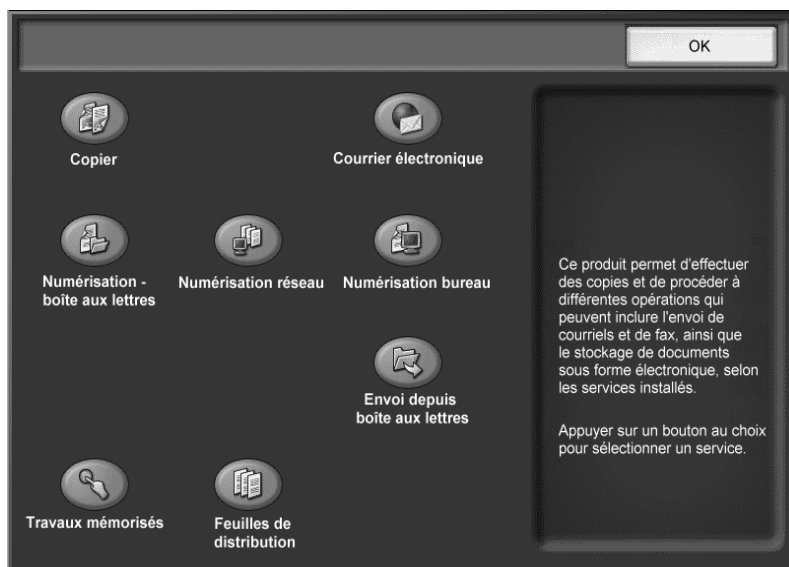 OK
Copier
Courrier électronique
Numérisation -
boîte aux lettres
Numérisation réseau
Numérisation bureau
Envoi depuis
boîte aux lettres
Travaux mémorisés
Feuilles de
distribution
Ce produit permet d'effectuer
des copies et de procéder à
différentes opérations qui
peuvent inclure l'envoi de
courriels et de fax, ainsi que
le stockage de documents
sous forme électronique, selon
les services installés.
Appuyer sur un bouton au choix
pour sélectionner un service.